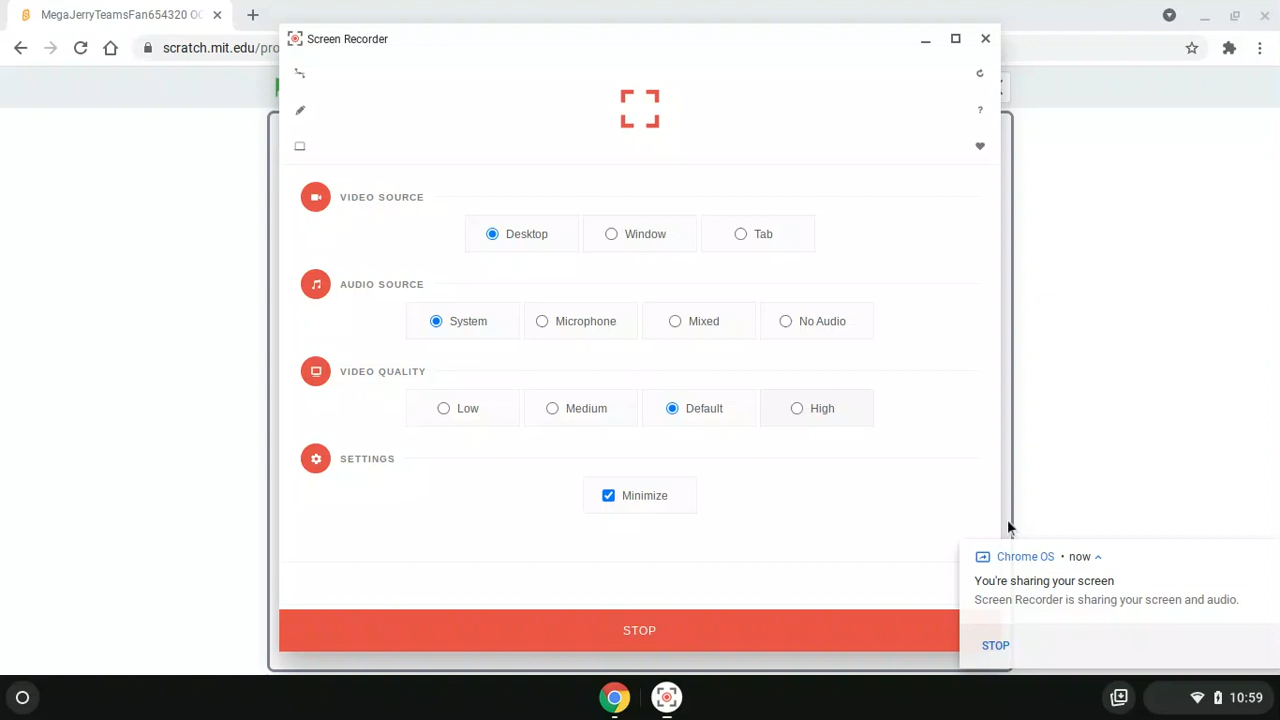 MegaJerryTeamsFan654320 OC
scratch.mit.edu/pro
Screen Recorder
?
VIDEO SOURCE
Desktop
Window
Tab
AUDIO SOURCE
System
Microphone
Mixed
No Audio
VIDEO QUALITY
Low
Medium
Default
High
SETTINGS
Minimize
STOP
Chrome OS • now
You're sharing your screen
Screen Recorder is sharing your screen and audio.
STOP
10:59